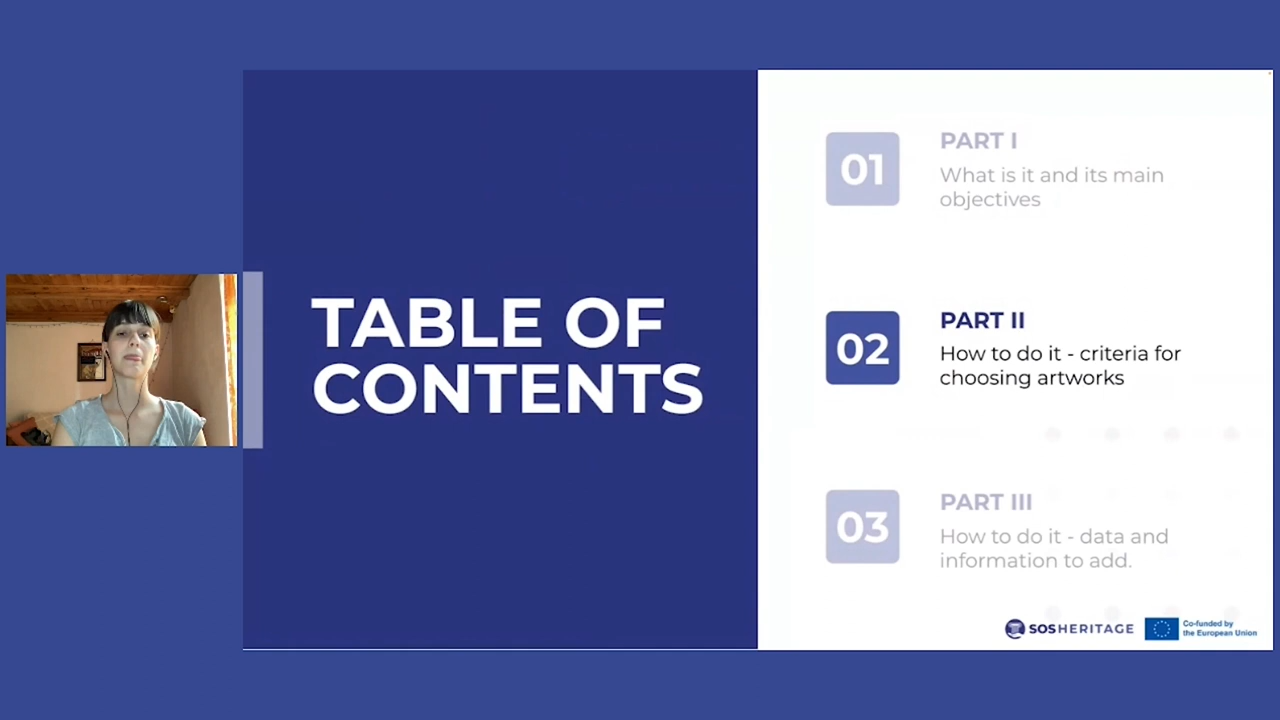 TABLE OF
CONTENTS
01
PART I
What is it and its main
objectives
02
PART II
How to do it - criteria for
choosing artworks
03
PART III
How to do it - data and
information to add.
SOSHERITAGE
Co-funded by
the European Union